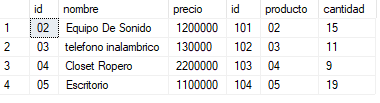 id nombre precio id producto cantidad
1 02 Equipo De Sonido 1200000 101 02 15
2 03 telefono inalambrico 130000 102 03 11
3 04 Closet Ropero 2200000 103 04 9
4 05 Escritorio 1100000 104 05 19